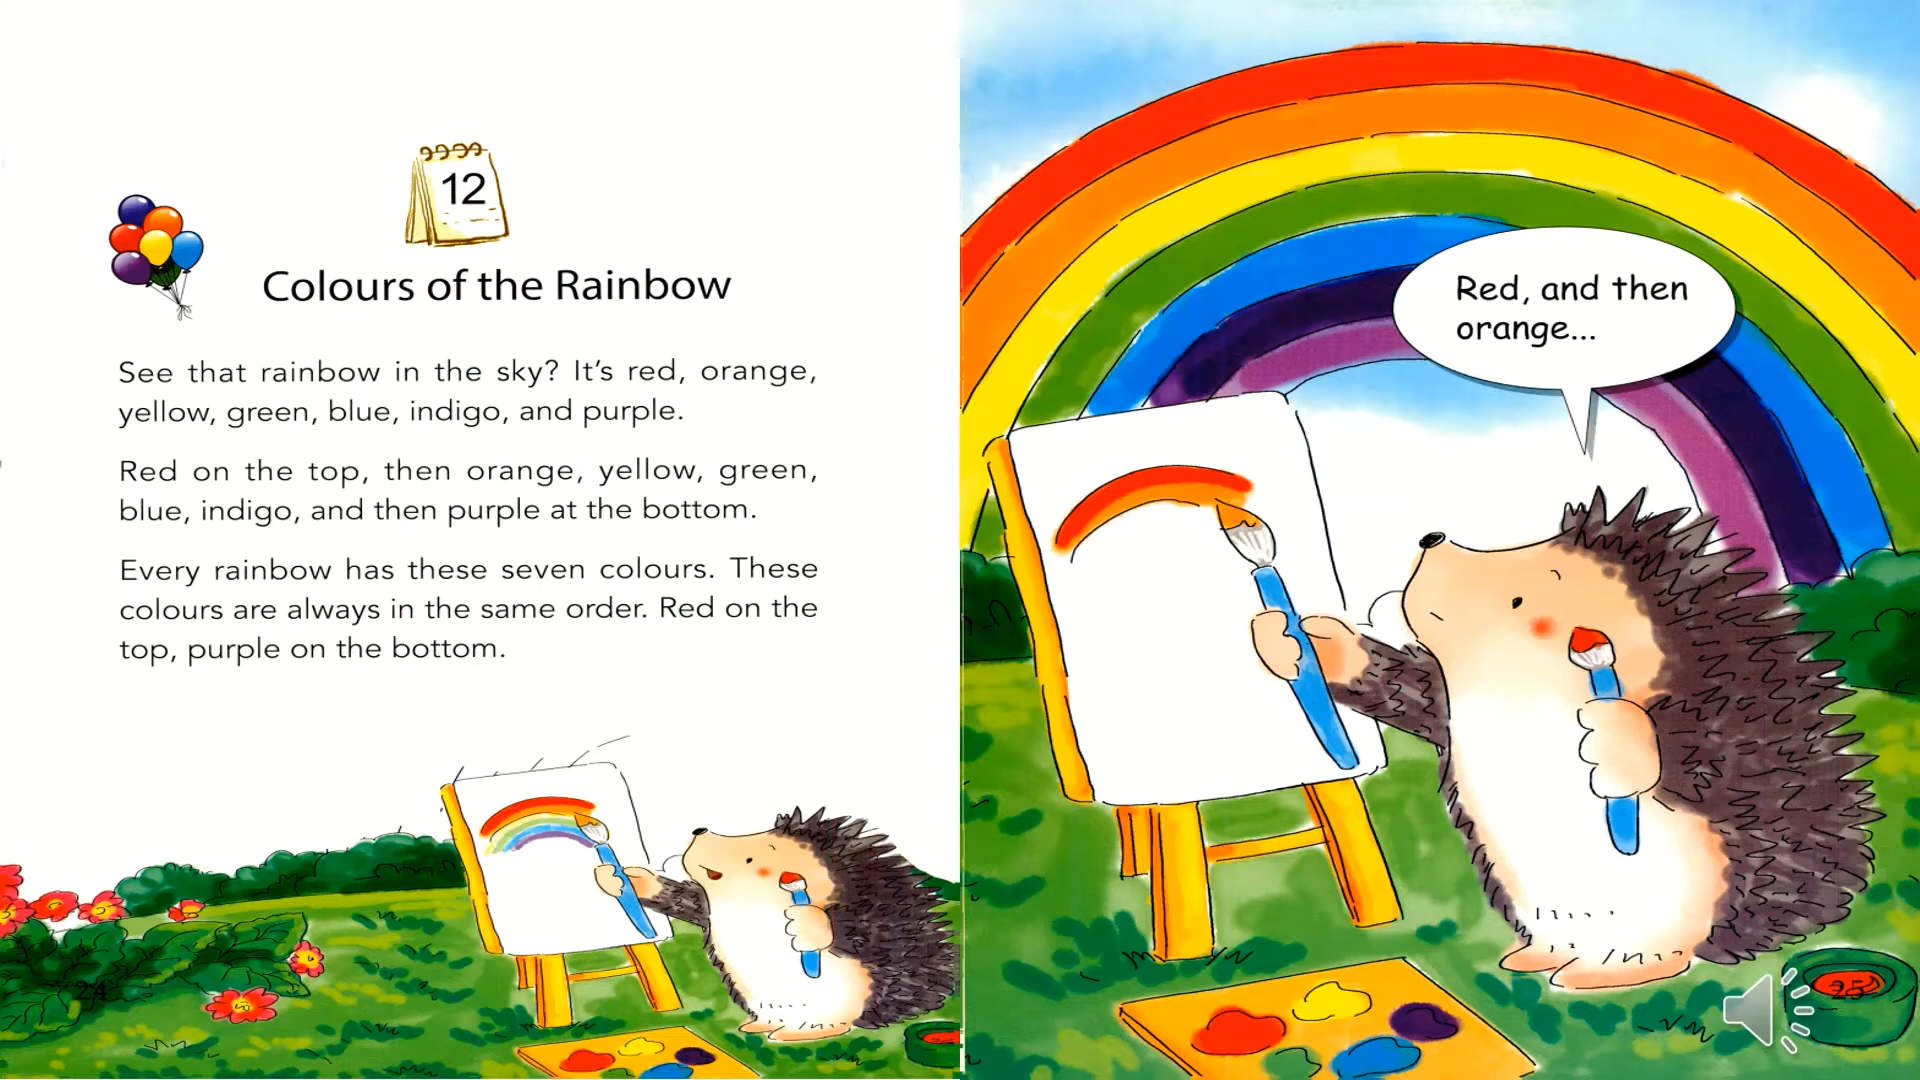 12
Colours of the Rainbow
See that rainbow in the sky? It's red, orange,
yellow, green, blue, indigo, and purple.
Red on the top, then orange, yellow, green,
blue, indigo, and then purple at the bottom.
Every rainbow has these seven colours. These
colours are always in the same order. Red on the
top, purple on the bottom.
24
Red, and then
orange...
25